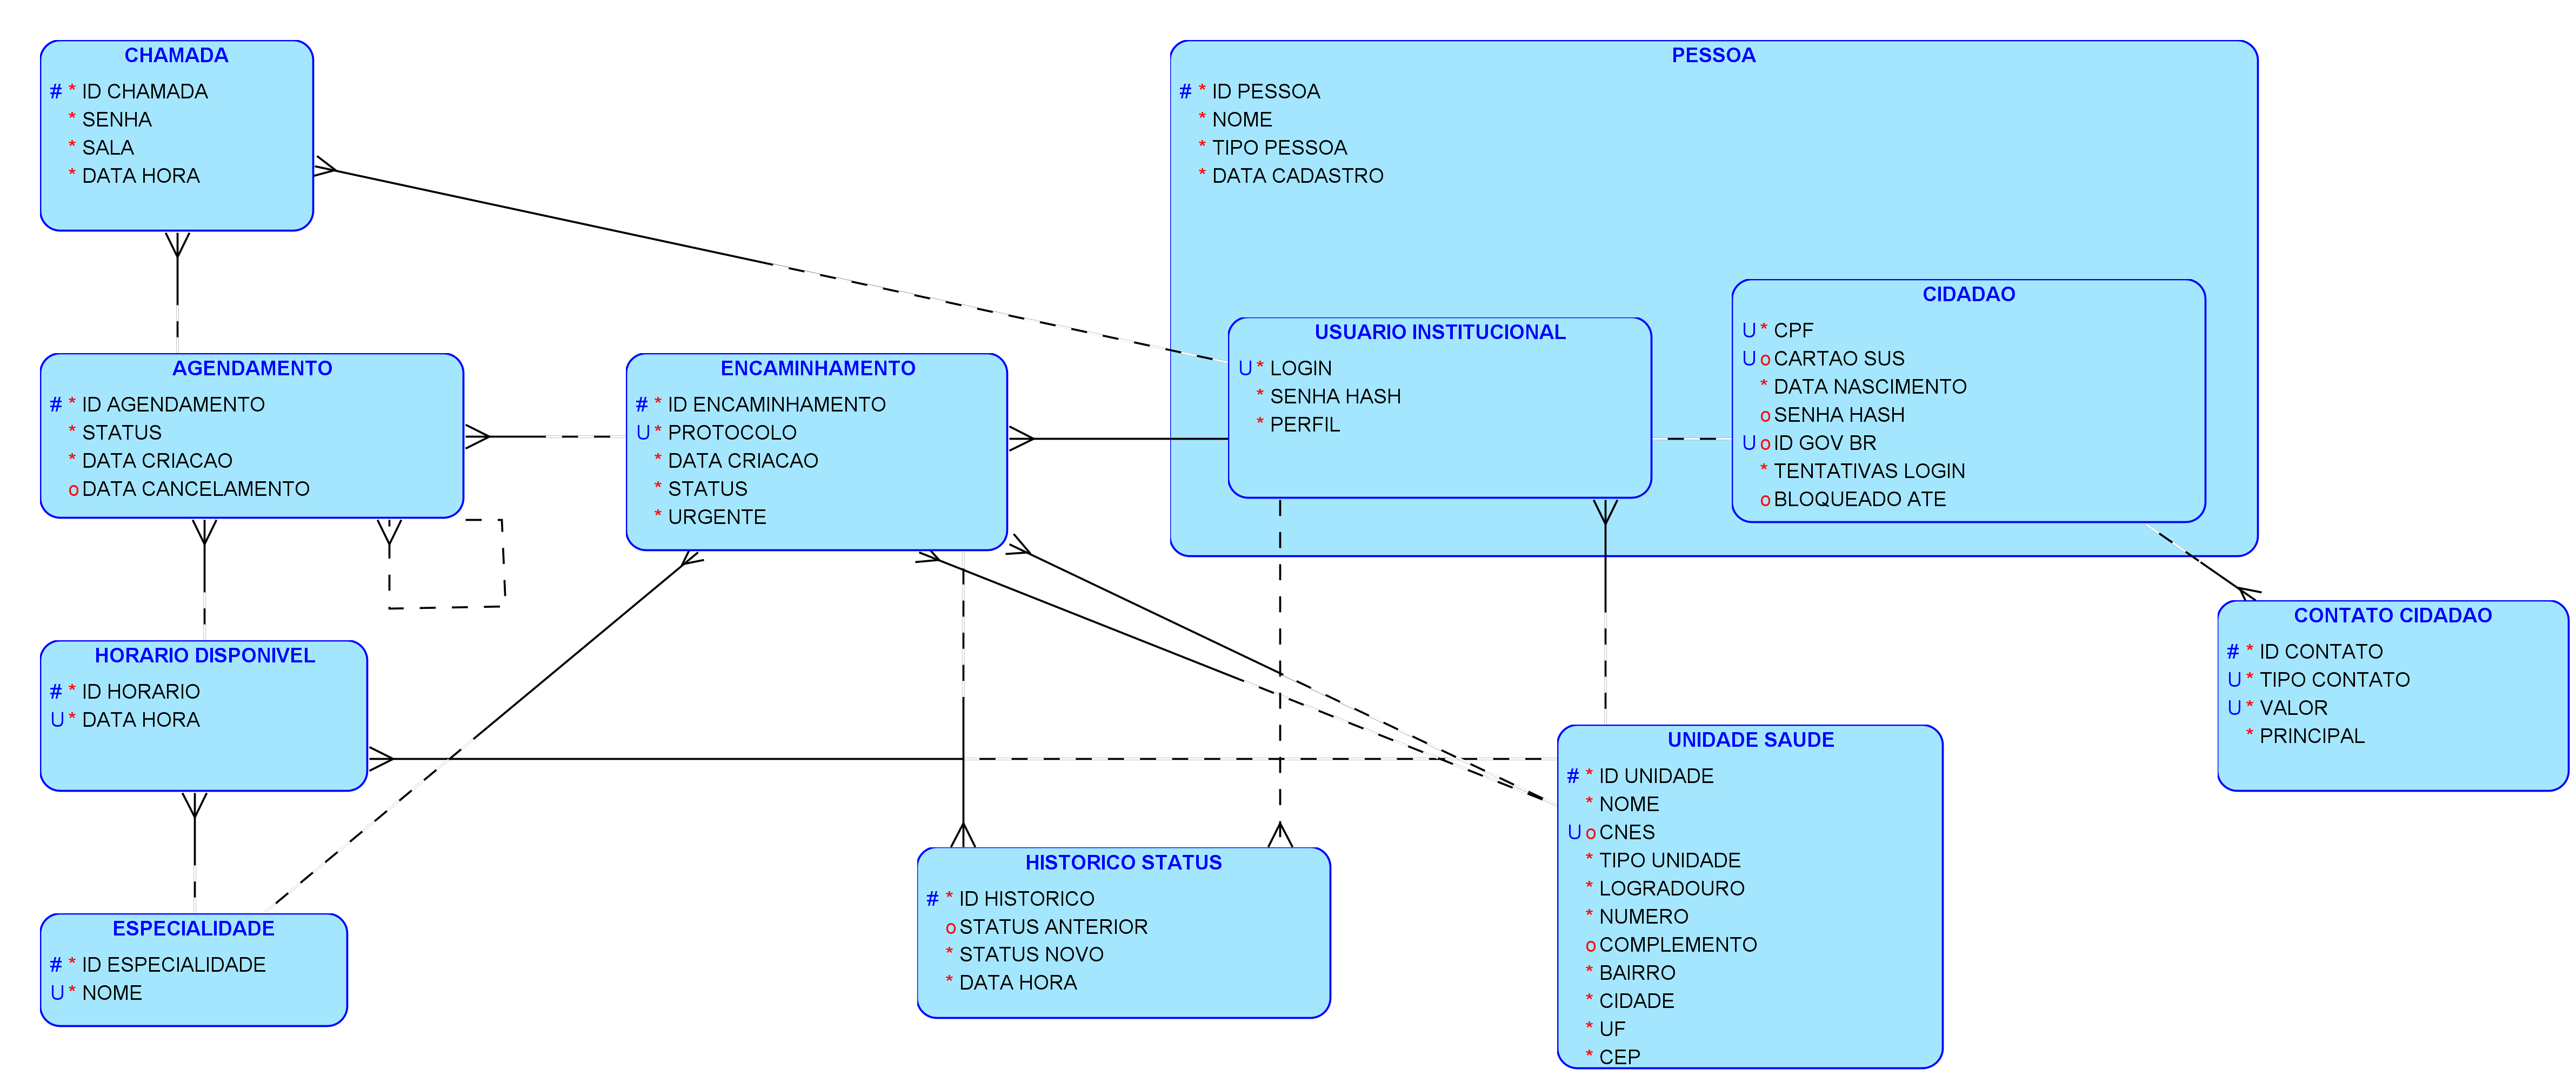 CHAMADA
# * ID CHAMADA
* SENHA
* SALA
* DATA HORA
PESSOA
# * ID PESSOA
* NOME
* TIPO PESSOA
* DATA CADASTRO
USUARIO INSTITUCIONAL
U * LOGIN
* SENHA HASH
* PERFIL
CIDADAO
U * CPF
U o CARTAO SUS
* DATA NASCIMENTO
o SENHA HASH
U o ID GOV BR
* TENTATIVAS LOGIN
o BLOQUEADO ATE
AGENDAMENTO
# * ID AGENDAMENTO
* STATUS
* DATA CRIACAO
o DATA CANCELAMENTO
ENCAMINHAMENTO
# * ID ENCAMINHAMENTO
U * PROTOCOLO
* DATA CRIACAO
* STATUS
* URGENTE
HORARIO DISPONIVEL
# * ID HORARIO
U * DATA HORA
CONTATO CIDADAO
# * ID CONTATO
U * TIPO CONTATO
U * VALOR
* PRINCIPAL
UNIDADE SAUDE
# * ID UNIDADE
* NOME
U o CNES
* TIPO UNIDADE
* LOGRADOURO
* NUMERO
o COMPLEMENTO
* BAIRRO
* CIDADE
* UF
* CEP
HISTORICO STATUS
# * ID HISTORICO
o STATUS ANTERIOR
* STATUS NOVO
* DATA HORA
ESPECIALIDADE
# * ID ESPECIALIDADE
U * NOME